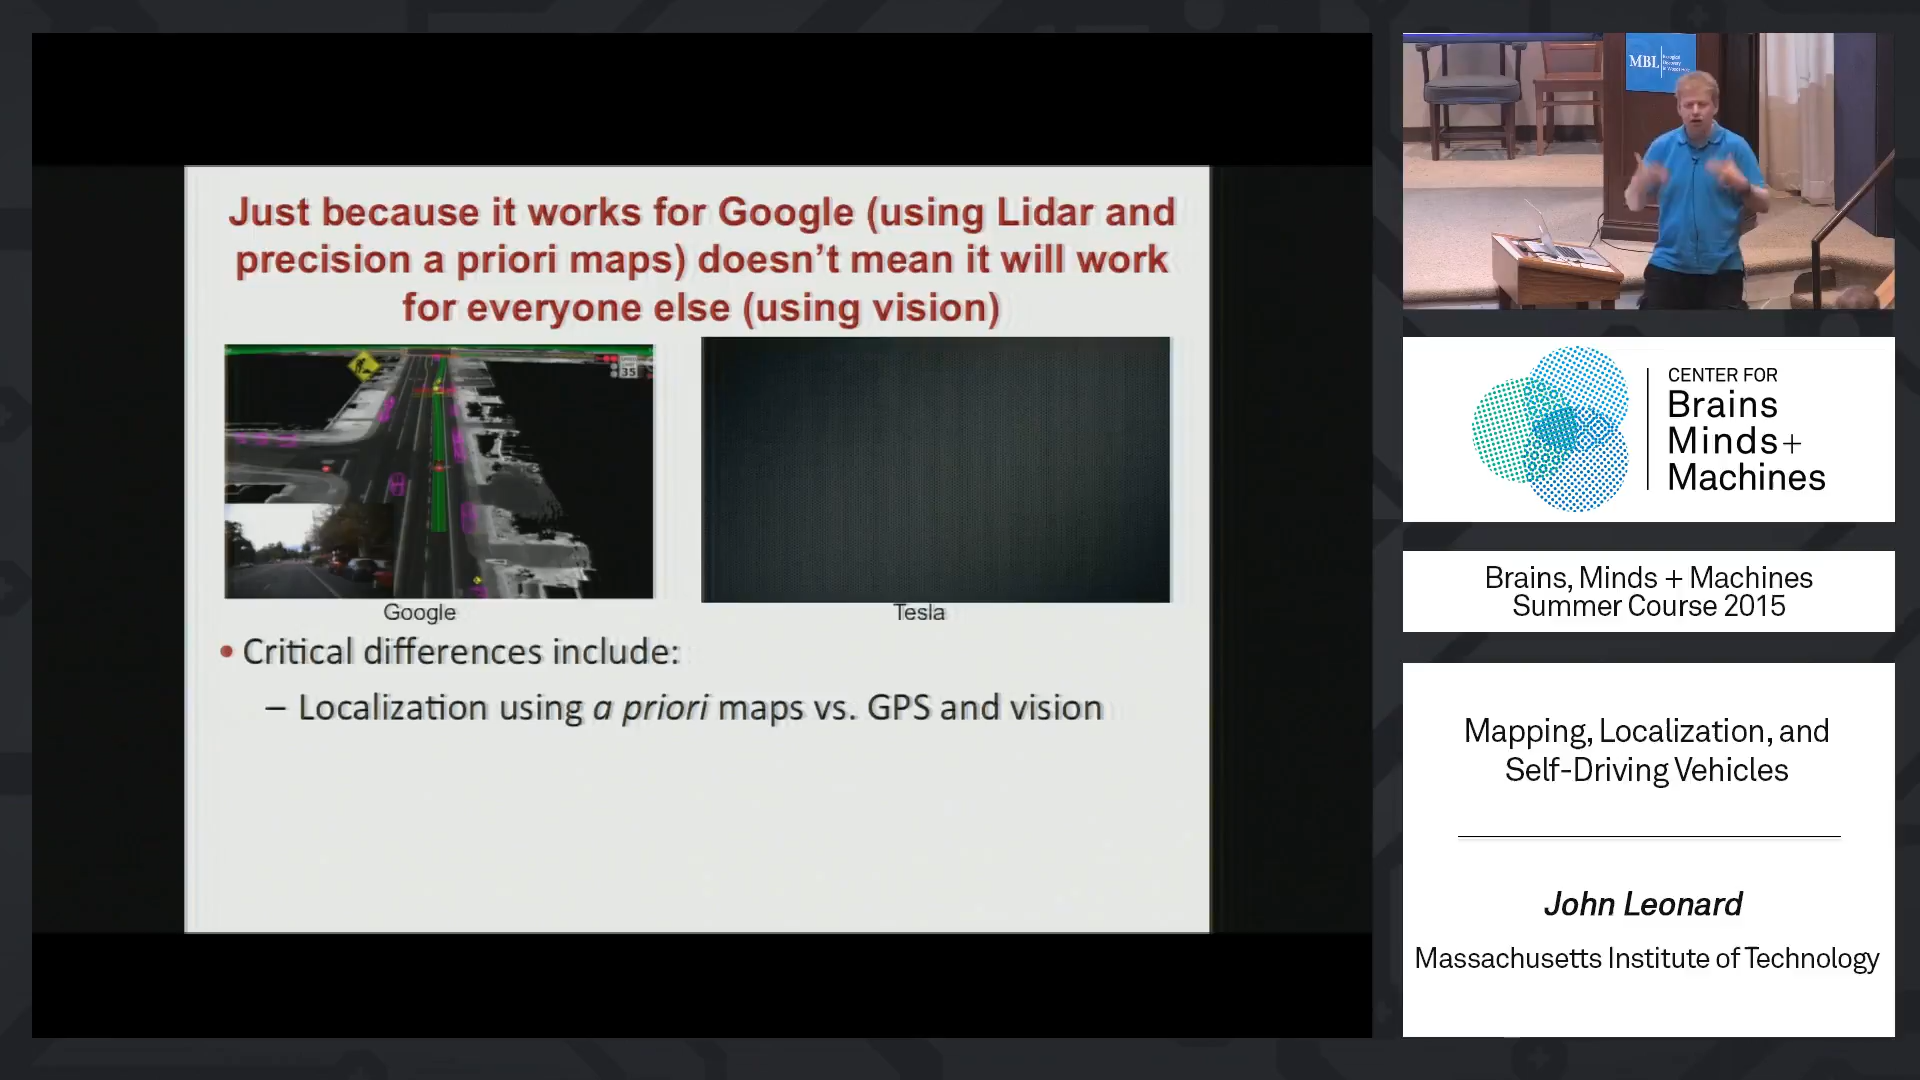 Just because it works for Google (using Lidar and
precision a priori maps) doesn't mean it will work
for everyone else (using vision)
35
Google
Tesla
• Critical differences include:
– Localization using a priori maps vs. GPS and vision
MBL
CENTER FOR
Brains
Minds+
Machines
Brains, Minds + Machines
Summer Course 2015
Mapping, Localization, and
Self-Driving Vehicles
John Leonard
Massachusetts Institute of Technology